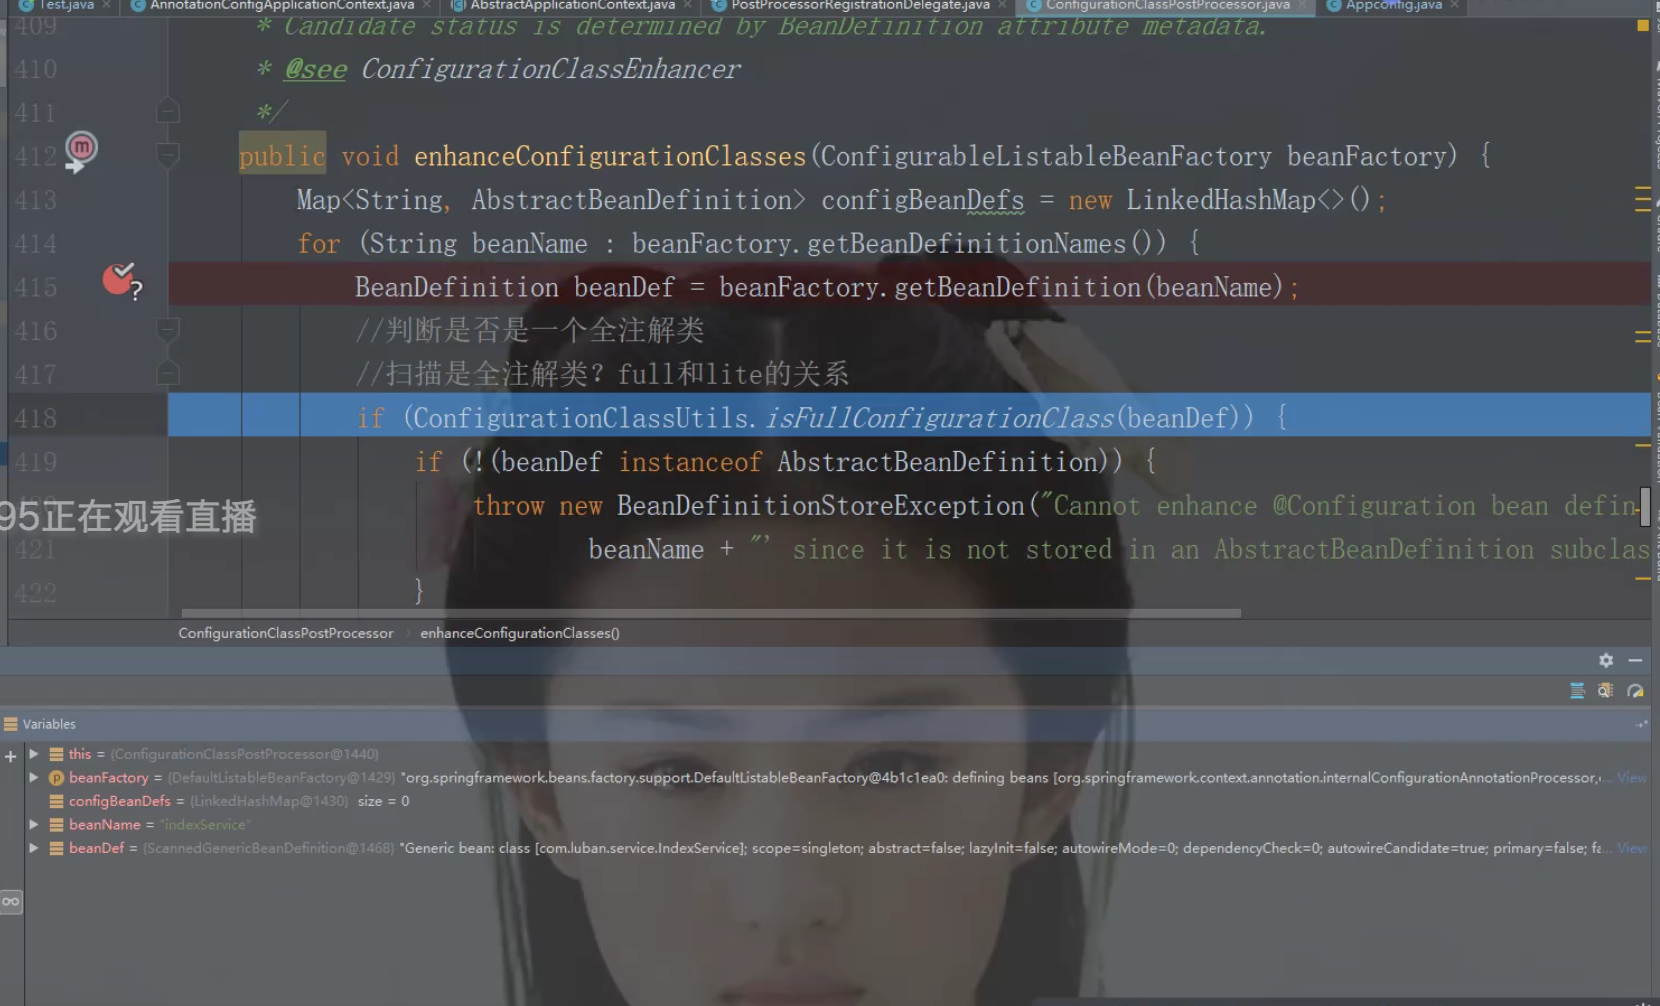 Test.java AnnotationConfigApplicationContext.java AbstractApplicationContext.java PostProcessorRegistrationDelegate.java ConfigurationClassPostProcessor.java Appconfig.java
409 * Candidate status is determined by BeanDefinition attribute metadata.
410 * @see ConfigurationClassEnhancer
411 */
412 public void enhanceConfigurationClasses(ConfigurableListableBeanFactory beanFactory) {
413 Map<String, AbstractBeanDefinition> configBeanDefs = new LinkedHashMap<>();
414 for (String beanName : beanFactory.getBeanDefinitionNames()) {
415 BeanDefinition beanDef = beanFactory.getBeanDefinition(beanName);
416 //判断是否是一个全注解类
417 //扫描是全注解类?full和lite的关系
418 if (ConfigurationClassUtils.isFullConfigurationClass(beanDef)) {
419 if (!(beanDef instanceof AbstractBeanDefinition)) {
throw new BeanDefinitionStoreException("Cannot enhance @Configuration bean defin
95正在观看直播
421 beanName + "' since it is not stored in an AbstractBeanDefinition subclas
422 }
ConfigurationClassPostProcessor enhanceConfigurationClasses()
Variables
this = {ConfigurationClassPostProcessor@1440}
beanFactory = {DefaultListableBeanFactory@1429} "org.springframework.beans.factory.support.DefaultListableBeanFactory@4b1c1ea0: defining beans [org.springframework.context.annotation.internalConfigurationAnnotationProcessor,... View
configBeanDefs = {LinkedHashMap@1430} size = 0
beanName = "indexService"
beanDef = {ScannedGenericBeanDefinition@1468} "Generic bean: class [com.luban.service.IndexService]; scope=singleton; abstract=false; lazyInit=false; autowireMode=0; dependencyCheck=0; autowireCandidate=true; primary=false; fa... View